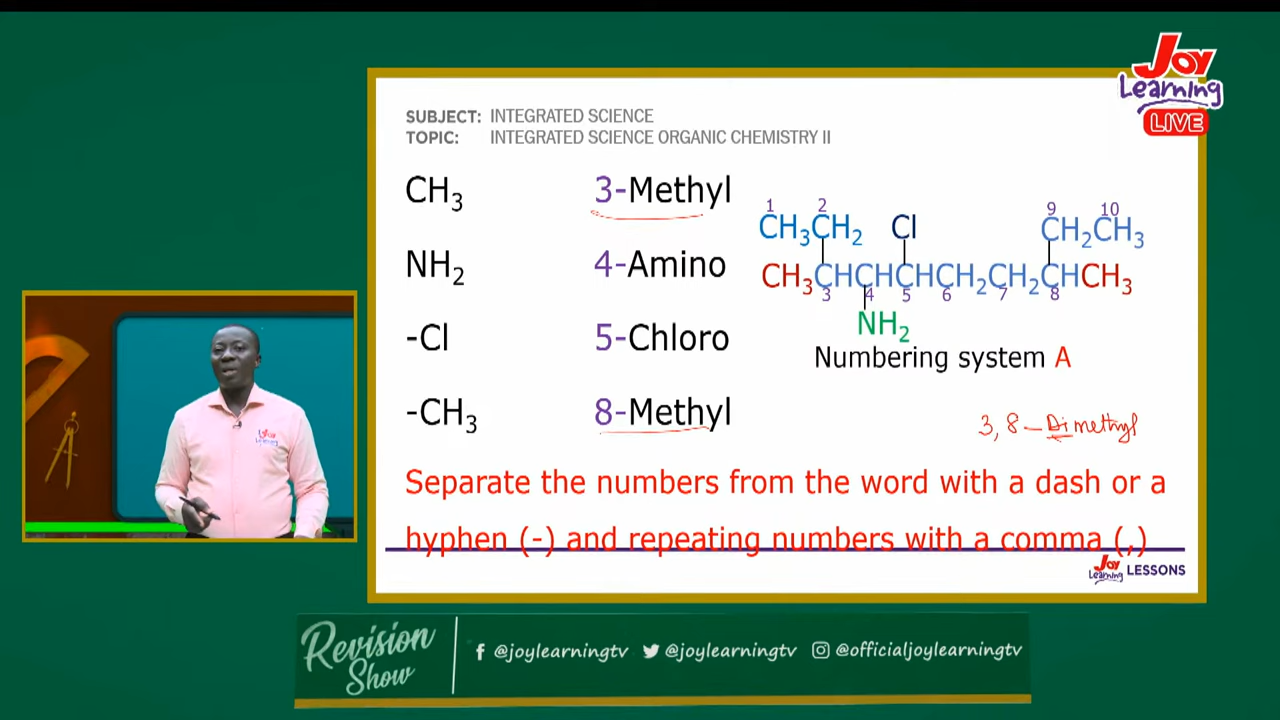 Joy
Learning
LIVE
SUBJECT: INTEGRATED SCIENCE
TOPIC: INTEGRATED SCIENCE ORGANIC CHEMISTRY II
CH₃ 3-Methyl
NH₂ 4-Amino
-Cl 5-Chloro
-CH₃ 8-Methyl
1 2 9 10
CH₃CH₂ Cl CH₂CH₃
CH₃CHCHCHCH₂CH₂CHCH₃
3 4 5 6 7 8
NH₂
Numbering system A
3, 8 - Dimethyl
Separate the numbers from the word with a dash or a
hyphen (-) and repeating numbers with a comma (,)
Joy Learning LESSONS
Joy Learning
Revision Show
@joylearningtv @joylearningtv @officialjoylearningtv